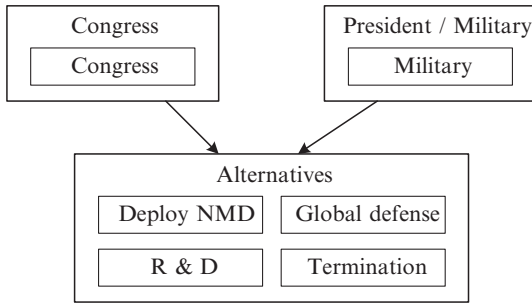 Congress
Congress
President / Military
Military
Alternatives
Deploy NMD
Global defense
R & D
Termination